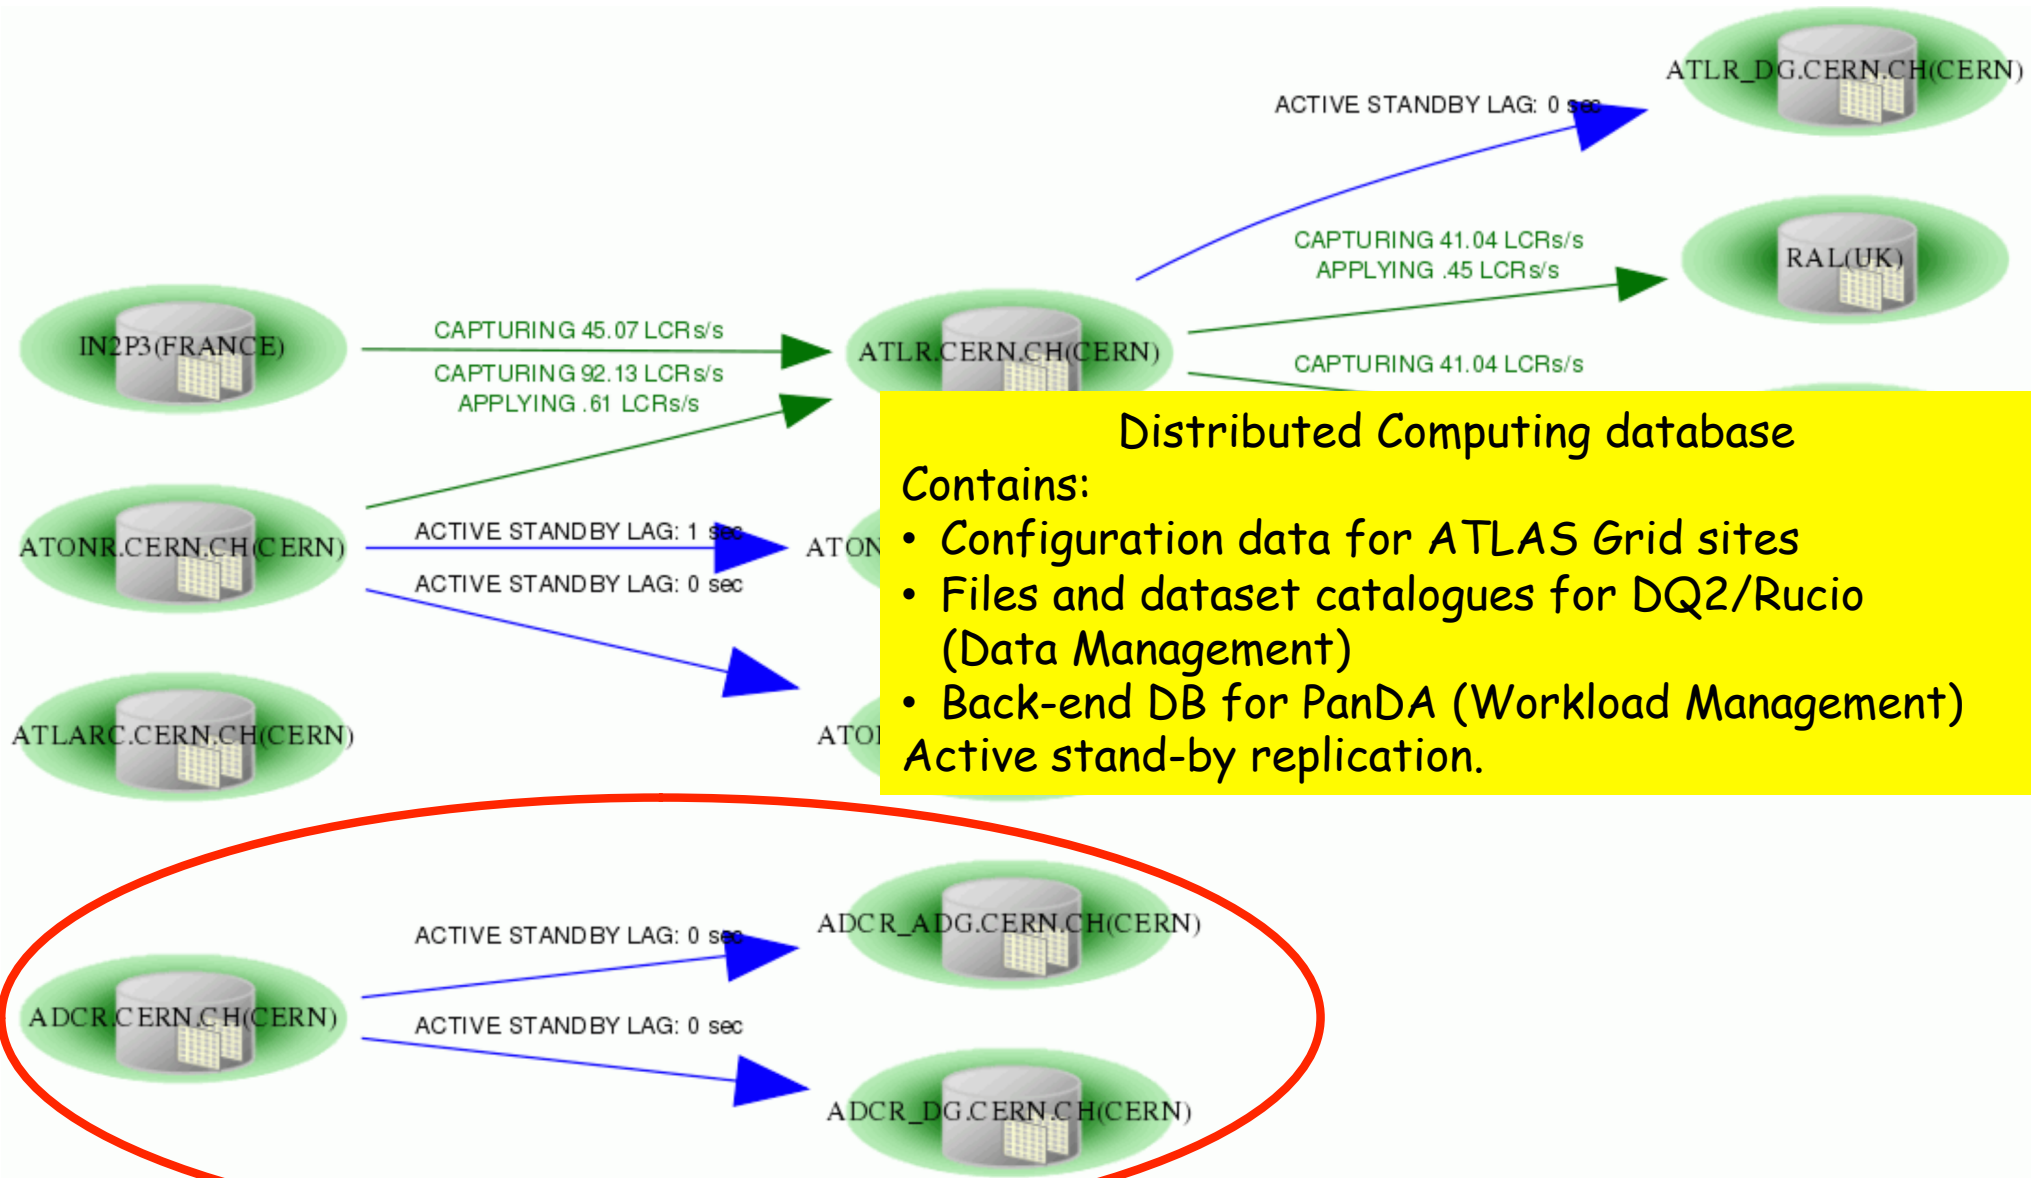 ATLR_DG.CERN.CH(CERN)
ACTIVE STANDBY LAG: 0 sec
CAPTURING 41.04 LCRs/s
APPLYING .45 LCRs/s
RAL(UK)
IN2P3(FRANCE)
CAPTURING 45.07 LCRs/s
ATLR.CERN.CH(CERN)
CAPTURING 41.04 LCRs/s
CAPTURING 92.13 LCRs/s
APPLYING .61 LCRs/s
ATONR.CERN.CH(CERN)
ACTIVE STANDBY LAG: 1 sec
ACTIVE STANDBY LAG: 0 sec
ATLARC.CERN.CH(CERN)
Distributed Computing database
Contains:
• Configuration data for ATLAS Grid sites
• Files and dataset catalogues for DQ2/Rucio
(Data Management)
• Back-end DB for PanDA (Workload Management)
Active stand-by replication.
ADCR.CERN.CH(CERN)
ACTIVE STANDBY LAG: 0 sec
ADCR_ADG.CERN.CH(CERN)
ACTIVE STANDBY LAG: 0 sec
ADCR_DG.CERN.CH(CERN)